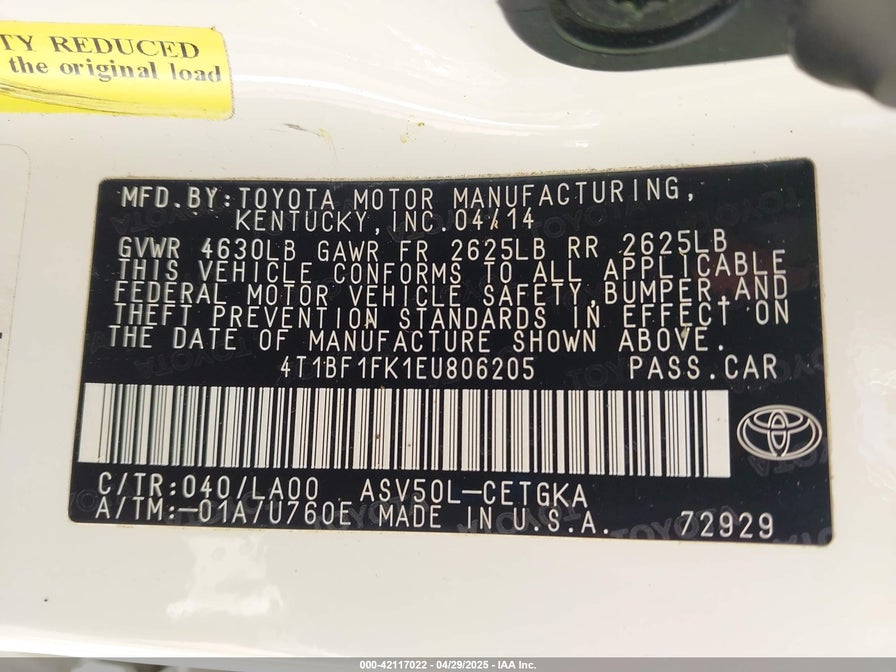 TY REDUCED
the original load
MFD.BY:TOYOTA MOTOR MANUFACTURING,
KENTUCKY,INC.04/14
GVWR 4630LB GAWR FR 2625LB RR 2625LB
THIS VEHICLE CONFORMS TO ALL APPLICABLE
FEDERAL MOTOR VEHICLE SAFETY,BUMPER,AND
THEFT PREVENTION STANDARDS IN EFFECT ON
THE DATE OF MANUFACTURE SHOWN ABOVE.
4T1BF1FK1EU806205 PASS.CAR
C/TR:040/LA00 ASV50L-CETGKA
A/TM:-01A/U760E MADE IN U.S.A. 72929
000-42117022 - 04/29/2025 - IAA Inc.